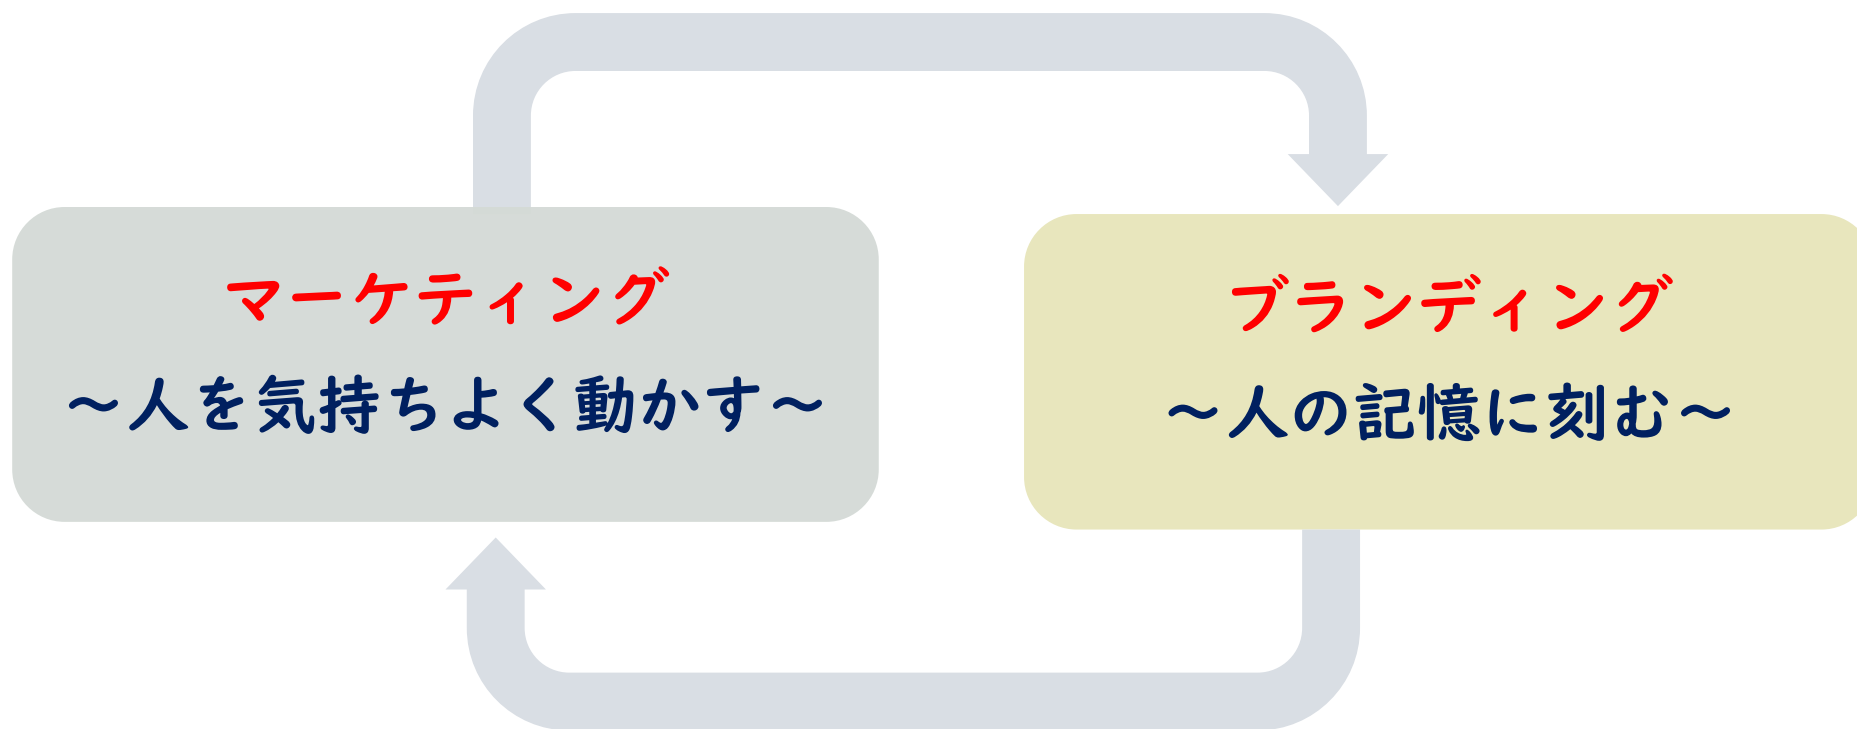 マーケティング
～人を気持ちよく動かす～
ブランディング
～人の記憶に刻む～